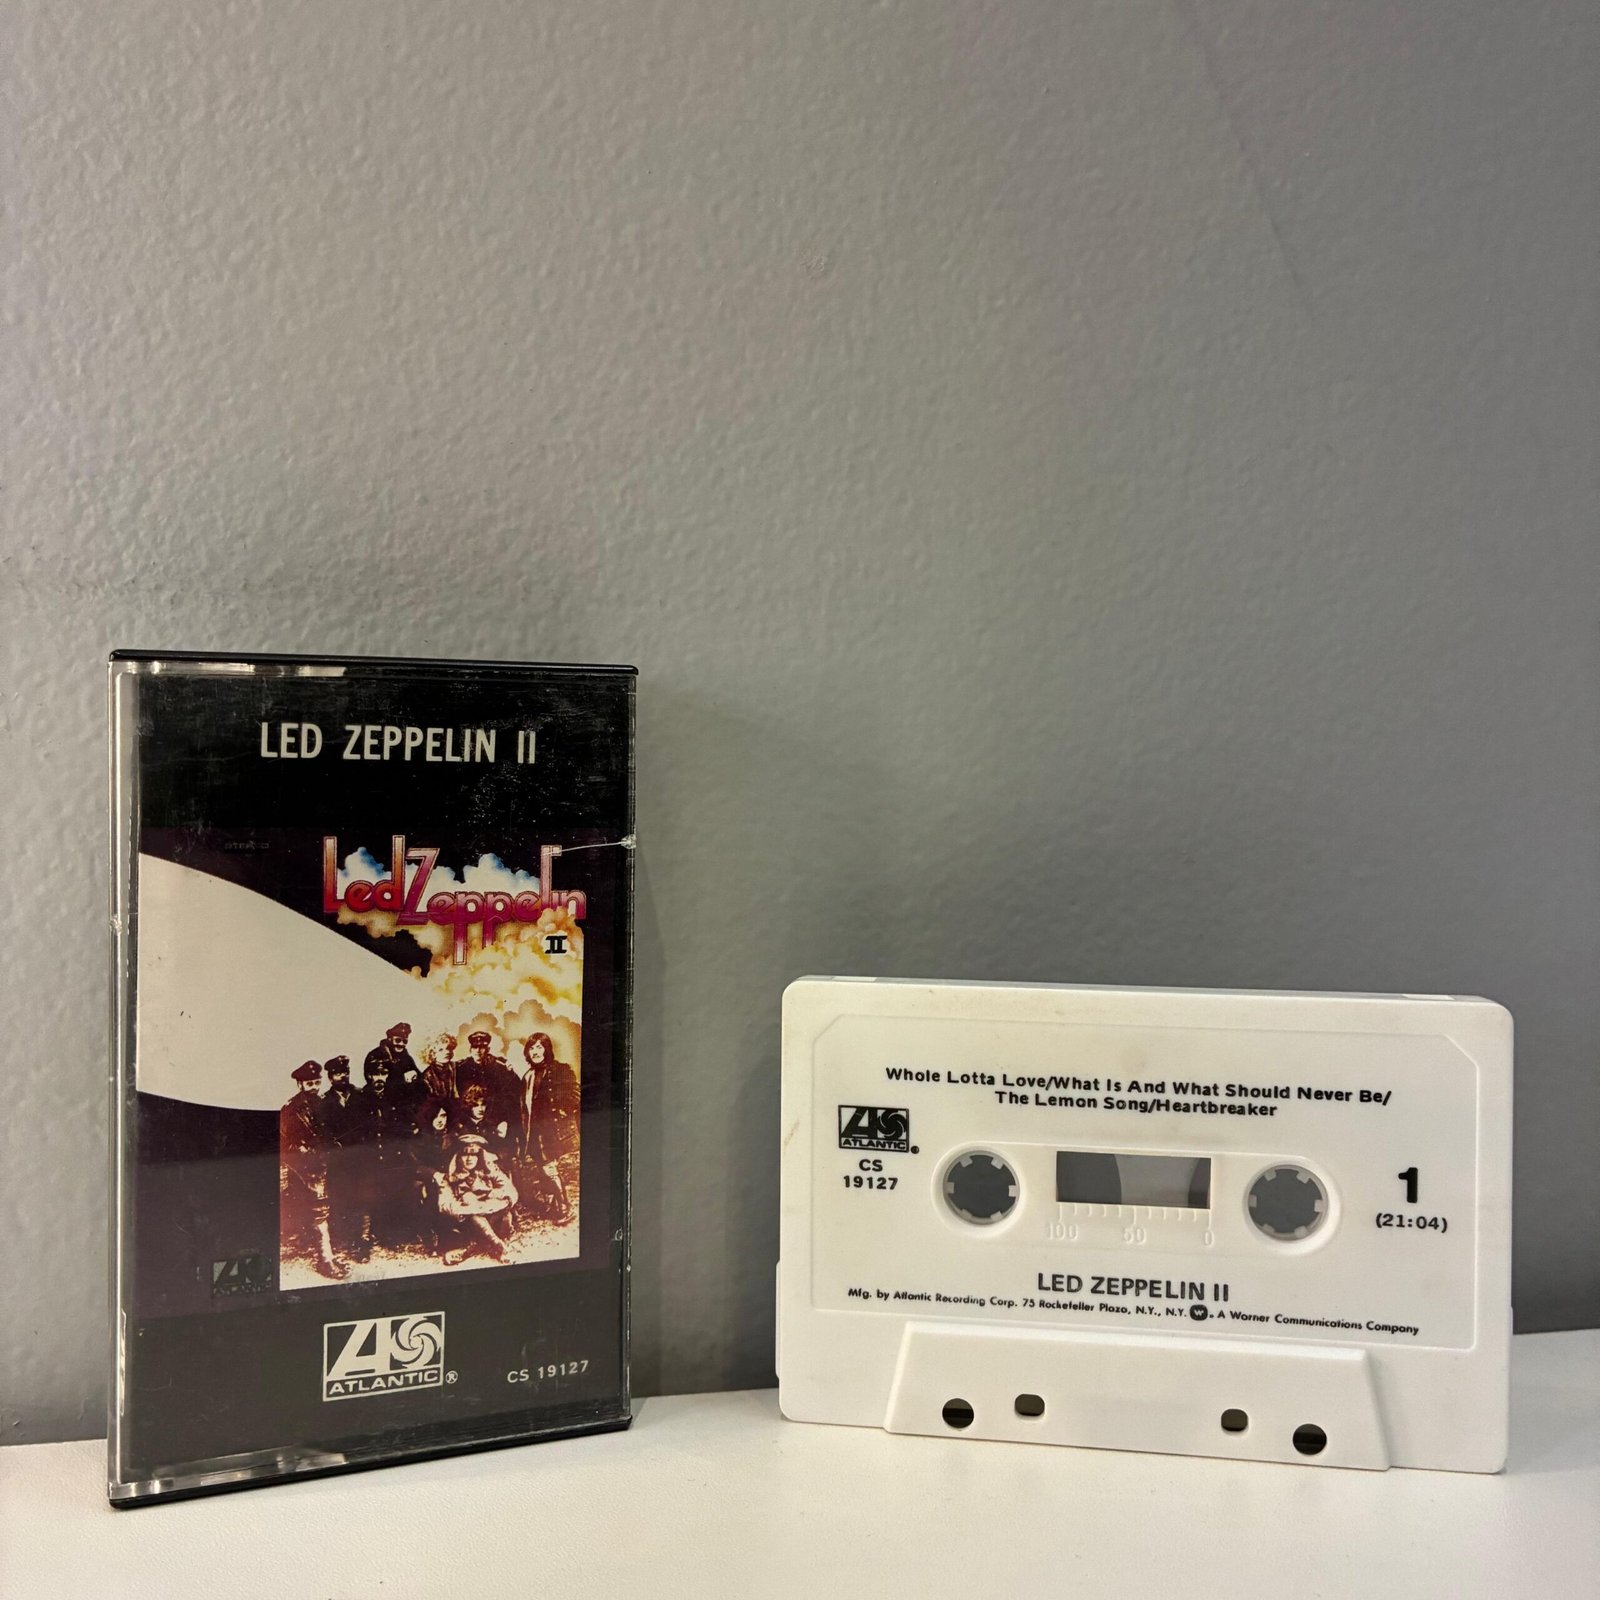 LED ZEPPELIN II
STEREO
Led Zeppelin
II
ATLANTIC
ATLANTIC®
CS 19127
Whole Lotta Love/What Is And What Should Never Be/
The Lemon Song/Heartbreaker
ATLANTIC®
CS
19127
1
(21:04)
100 50 0
LED ZEPPELIN II
Mfg. by Atlantic Recording Corp. 75 Rockefeller Plaza, N.Y., N.Y. W® A Warner Communications Company